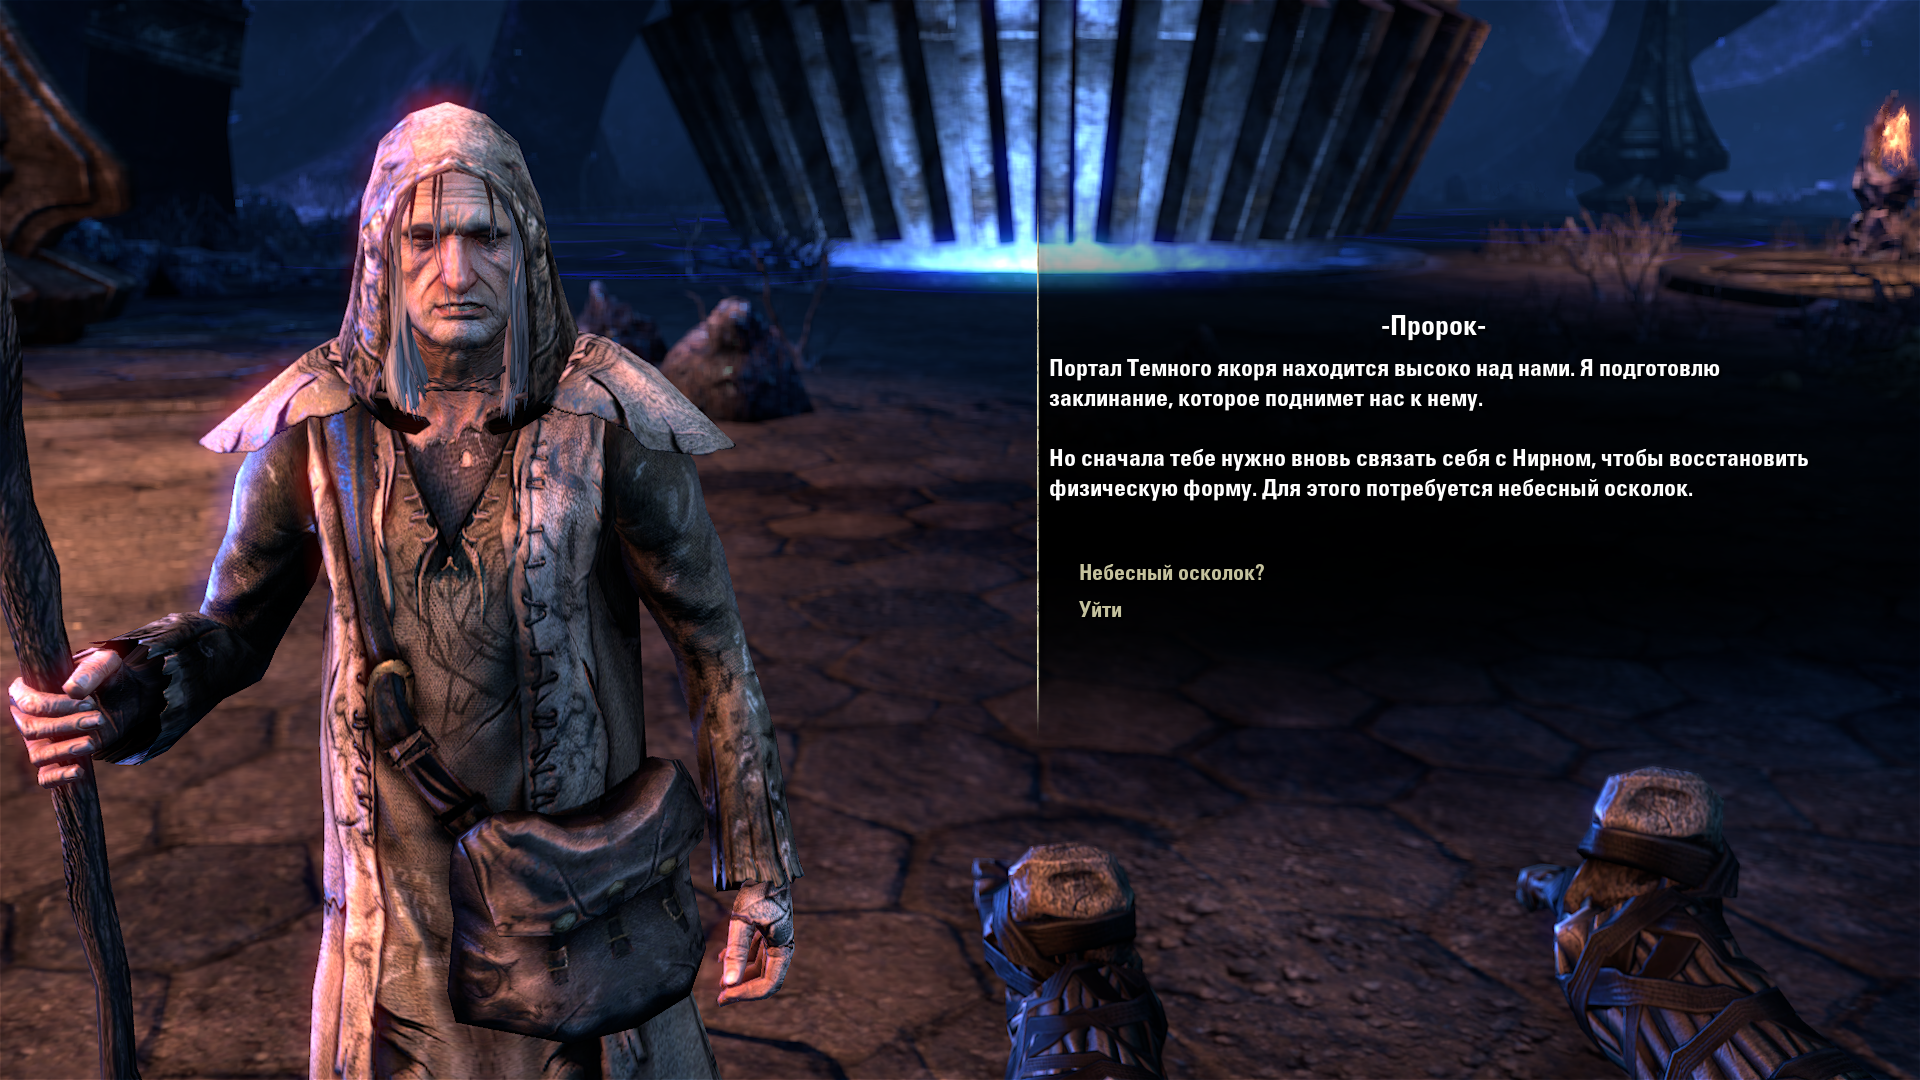 -Пророк-
Портал Темного якоря находится высоко над нами. Я подготовлю
заклинание, которое поднимет нас к нему.
Но сначала тебе нужно вновь связать себя с Нирном, чтобы восстановить
физическую форму. Для этого потребуется небесный осколок.
Небесный осколок?
Уйти